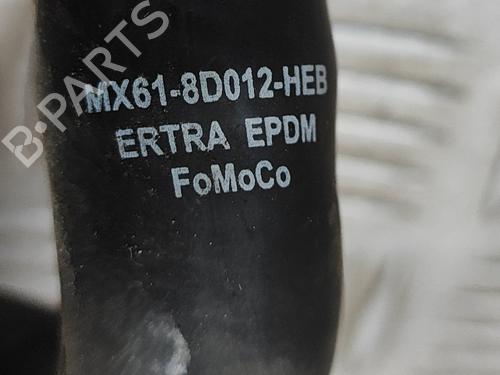 B-PARTS
MX61-8D012-HEB
ERTRA EPDM
FoMoCo